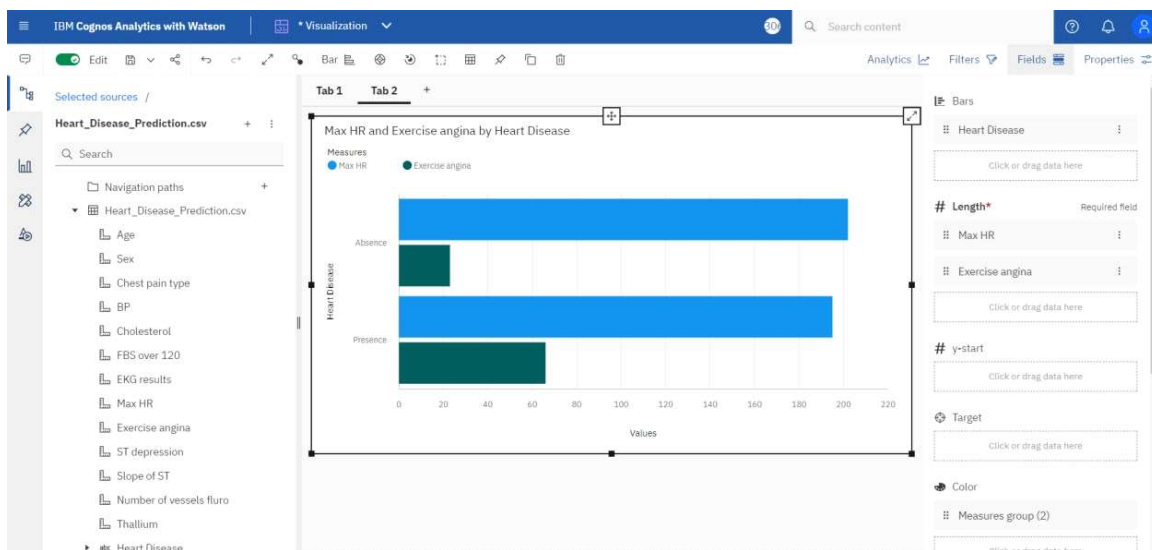 IBM Cognos Analytics with Watson
* Visualization
Search content
Edit
Bar
Analytics
Filters
Fields
Properties
Selected sources /
Heart_Disease_Prediction.csv
Search
Navigation paths
Heart_Disease_Prediction.csv
Age
Sex
Chest pain type
BP
Cholesterol
FBS over 120
EKG results
Max HR
Exercise angina
ST depression
Slope of ST
Number of vessels fluro
Thallium
abc Heart Disease
Tab 1 Tab 2 +
Max HR and Exercise angina by Heart Disease
Measures
Max HR Exercise angina
Heart Disease
Absence
Presence
0 20 40 60 80 100 120 140 160 180 200 220
Values
Bars
Heart Disease
Click or drag data here
# Length* Required field
Max HR
Exercise angina
Click or drag data here
# y-start
Click or drag data here
Target
Click or drag data here
Color
Measures group (2)
Click or drag data here